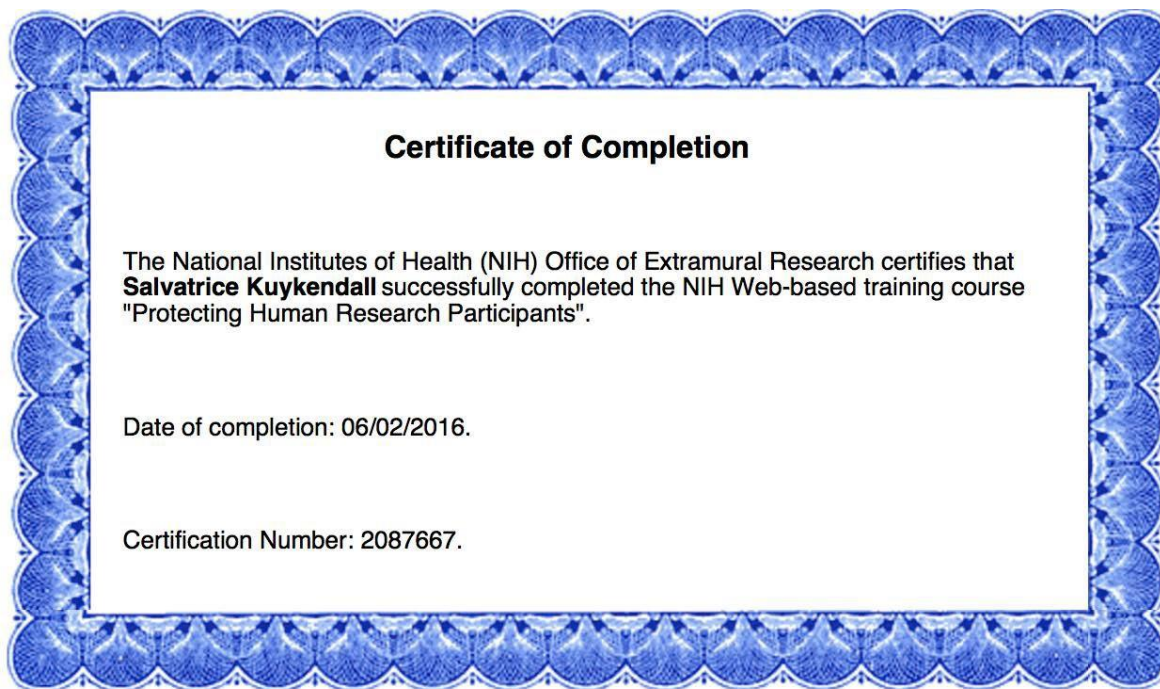 Certificate of Completion
The National Institutes of Health (NIH) Office of Extramural Research certifies that
Salvatrice Kuykendall successfully completed the NIH Web-based training course
"Protecting Human Research Participants".
Date of completion: 06/02/2016.
Certification Number: 2087667.